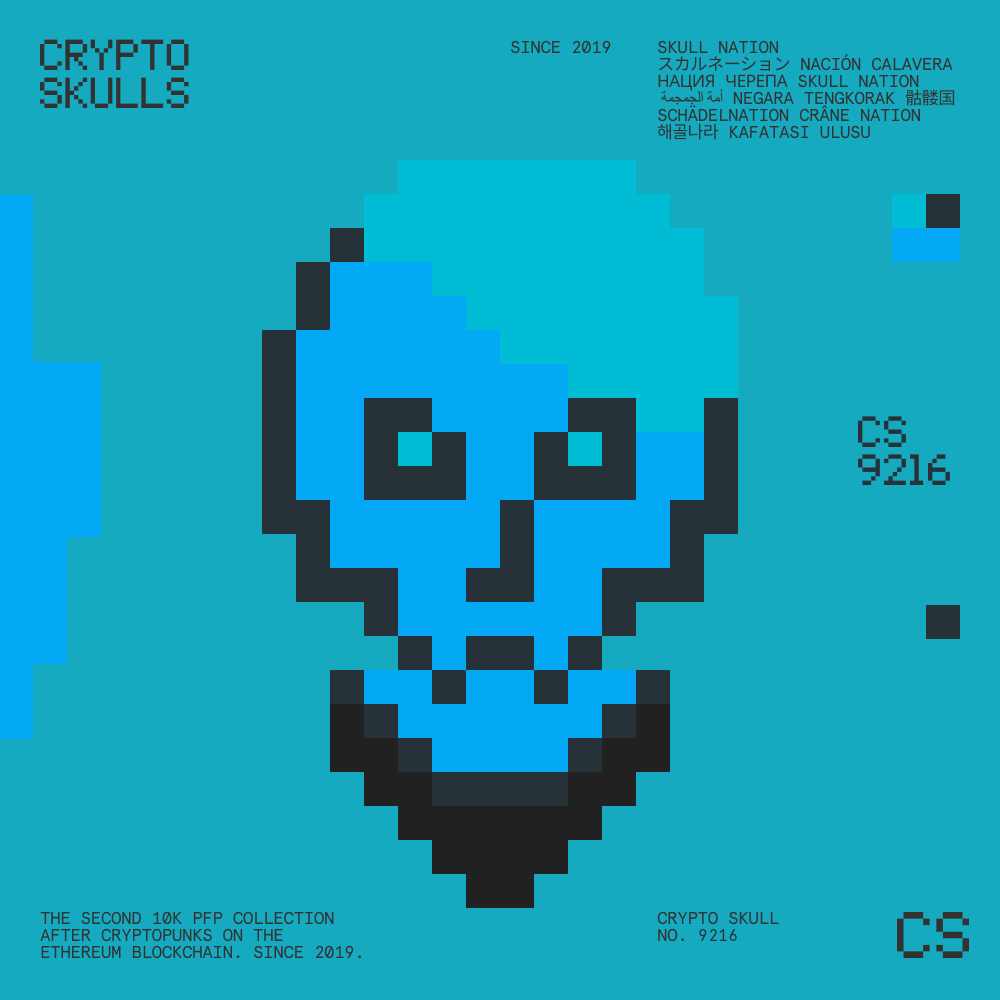 CRYPTO
SKULLS
SINCE 2019
SKULL NATION
スカルネーション NACIÓN CALAVERA
НАЦИЯ ЧЕРЕПА SKULL NATION
أمة الجمجمة NEGARA TENGKORAK 骷髅国
SCHÄDELNATION CRÂNE NATION
해골나라 KAFATASI ULUSU
CS
9216
THE SECOND 10K PFP COLLECTION
AFTER CRYPTOPUNKS ON THE
ETHEREUM BLOCKCHAIN. SINCE 2019.
CRYPTO SKULL
NO. 9216
CS